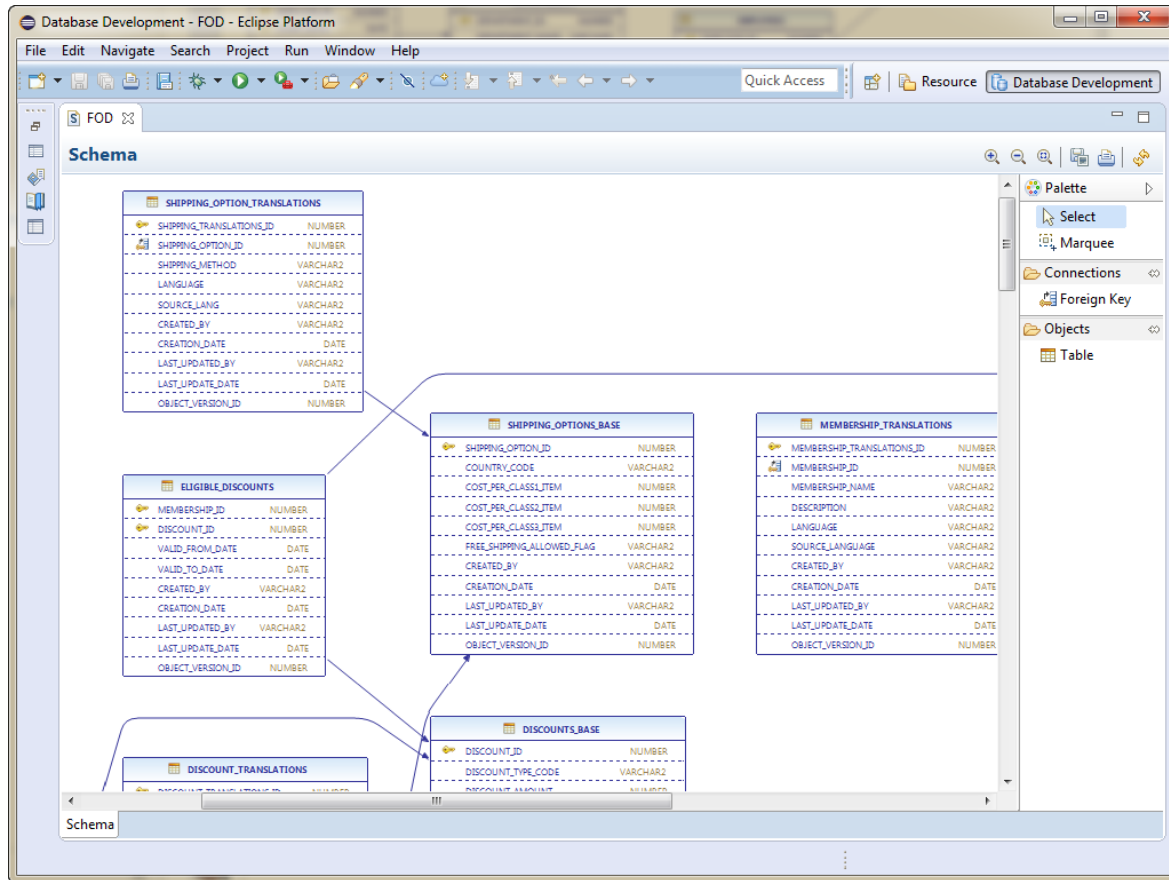 Database Development - FOD - Eclipse Platform
File Edit Navigate Search Project Run Window Help
Quick Access
Resource
Database Development
FOD
Schema
SHIPPING_OPTION_TRANSLATIONS
SHIPPING_TRANSLATIONS_ID NUMBER
SHIPPING_OPTION_ID NUMBER
SHIPPING_METHOD VARCHAR2
LANGUAGE VARCHAR2
SOURCE_LANG VARCHAR2
CREATED_BY VARCHAR2
CREATION_DATE DATE
LAST_UPDATED_BY VARCHAR2
LAST_UPDATE_DATE DATE
OBJECT_VERSION_ID NUMBER
SHIPPING_OPTIONS_BASE
SHIPPING_OPTION_ID NUMBER
COUNTRY_CODE VARCHAR2
COST_PER_CLASS1_ITEM NUMBER
COST_PER_CLASS2_ITEM NUMBER
COST_PER_CLASS3_ITEM NUMBER
FREE_SHIPPING_ALLOWED_FLAG VARCHAR2
CREATED_BY VARCHAR2
CREATION_DATE DATE
LAST_UPDATED_BY VARCHAR2
LAST_UPDATE_DATE DATE
OBJECT_VERSION_ID NUMBER
MEMBERSHIP_TRANSLATIONS
MEMBERSHIP_TRANSLATIONS_ID NUMBER
MEMBERSHIP_ID NUMBER
MEMBERSHIP_NAME VARCHAR2
DESCRIPTION VARCHAR2
LANGUAGE VARCHAR2
SOURCE_LANGUAGE VARCHAR2
CREATED_BY VARCHAR2
CREATION_DATE DATE
LAST_UPDATED_BY VARCHAR2
LAST_UPDATE_DATE DATE
OBJECT_VERSION_ID NUMBER
ELIGIBLE_DISCOUNTS
MEMBERSHIP_ID NUMBER
DISCOUNT_ID NUMBER
VALID_FROM_DATE DATE
VALID_TO_DATE DATE
CREATED_BY VARCHAR2
CREATION_DATE DATE
LAST_UPDATED_BY VARCHAR2
LAST_UPDATE_DATE DATE
OBJECT_VERSION_ID NUMBER
DISCOUNTS_BASE
DISCOUNT_ID NUMBER
DISCOUNT_TYPE_CODE VARCHAR2
DISCOUNT_AMOUNT NUMBER
DISCOUNT_TRANSLATIONS
DISCOUNT_TRANSLATIONS_ID NUMBER
Palette
Select
Marquee
Connections
Foreign Key
Objects
Table
Schema